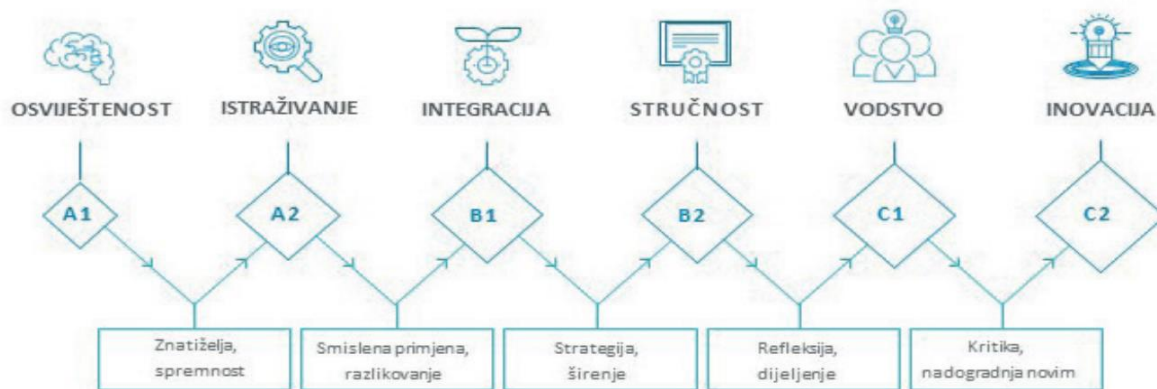 OSVIJEŠTENOST
ISTRAŽIVANJE
INTEGRACIJA
STRUČNOST
VODSTVO
INOVACIJA
A1
A2
B1
B2
C1
C2
Znatiželja,
spremnost
Smislena primjena,
razlikovanje
Strategija,
širenje
Refleksija,
dijeljenje
Kritika,
nadogradnja novim